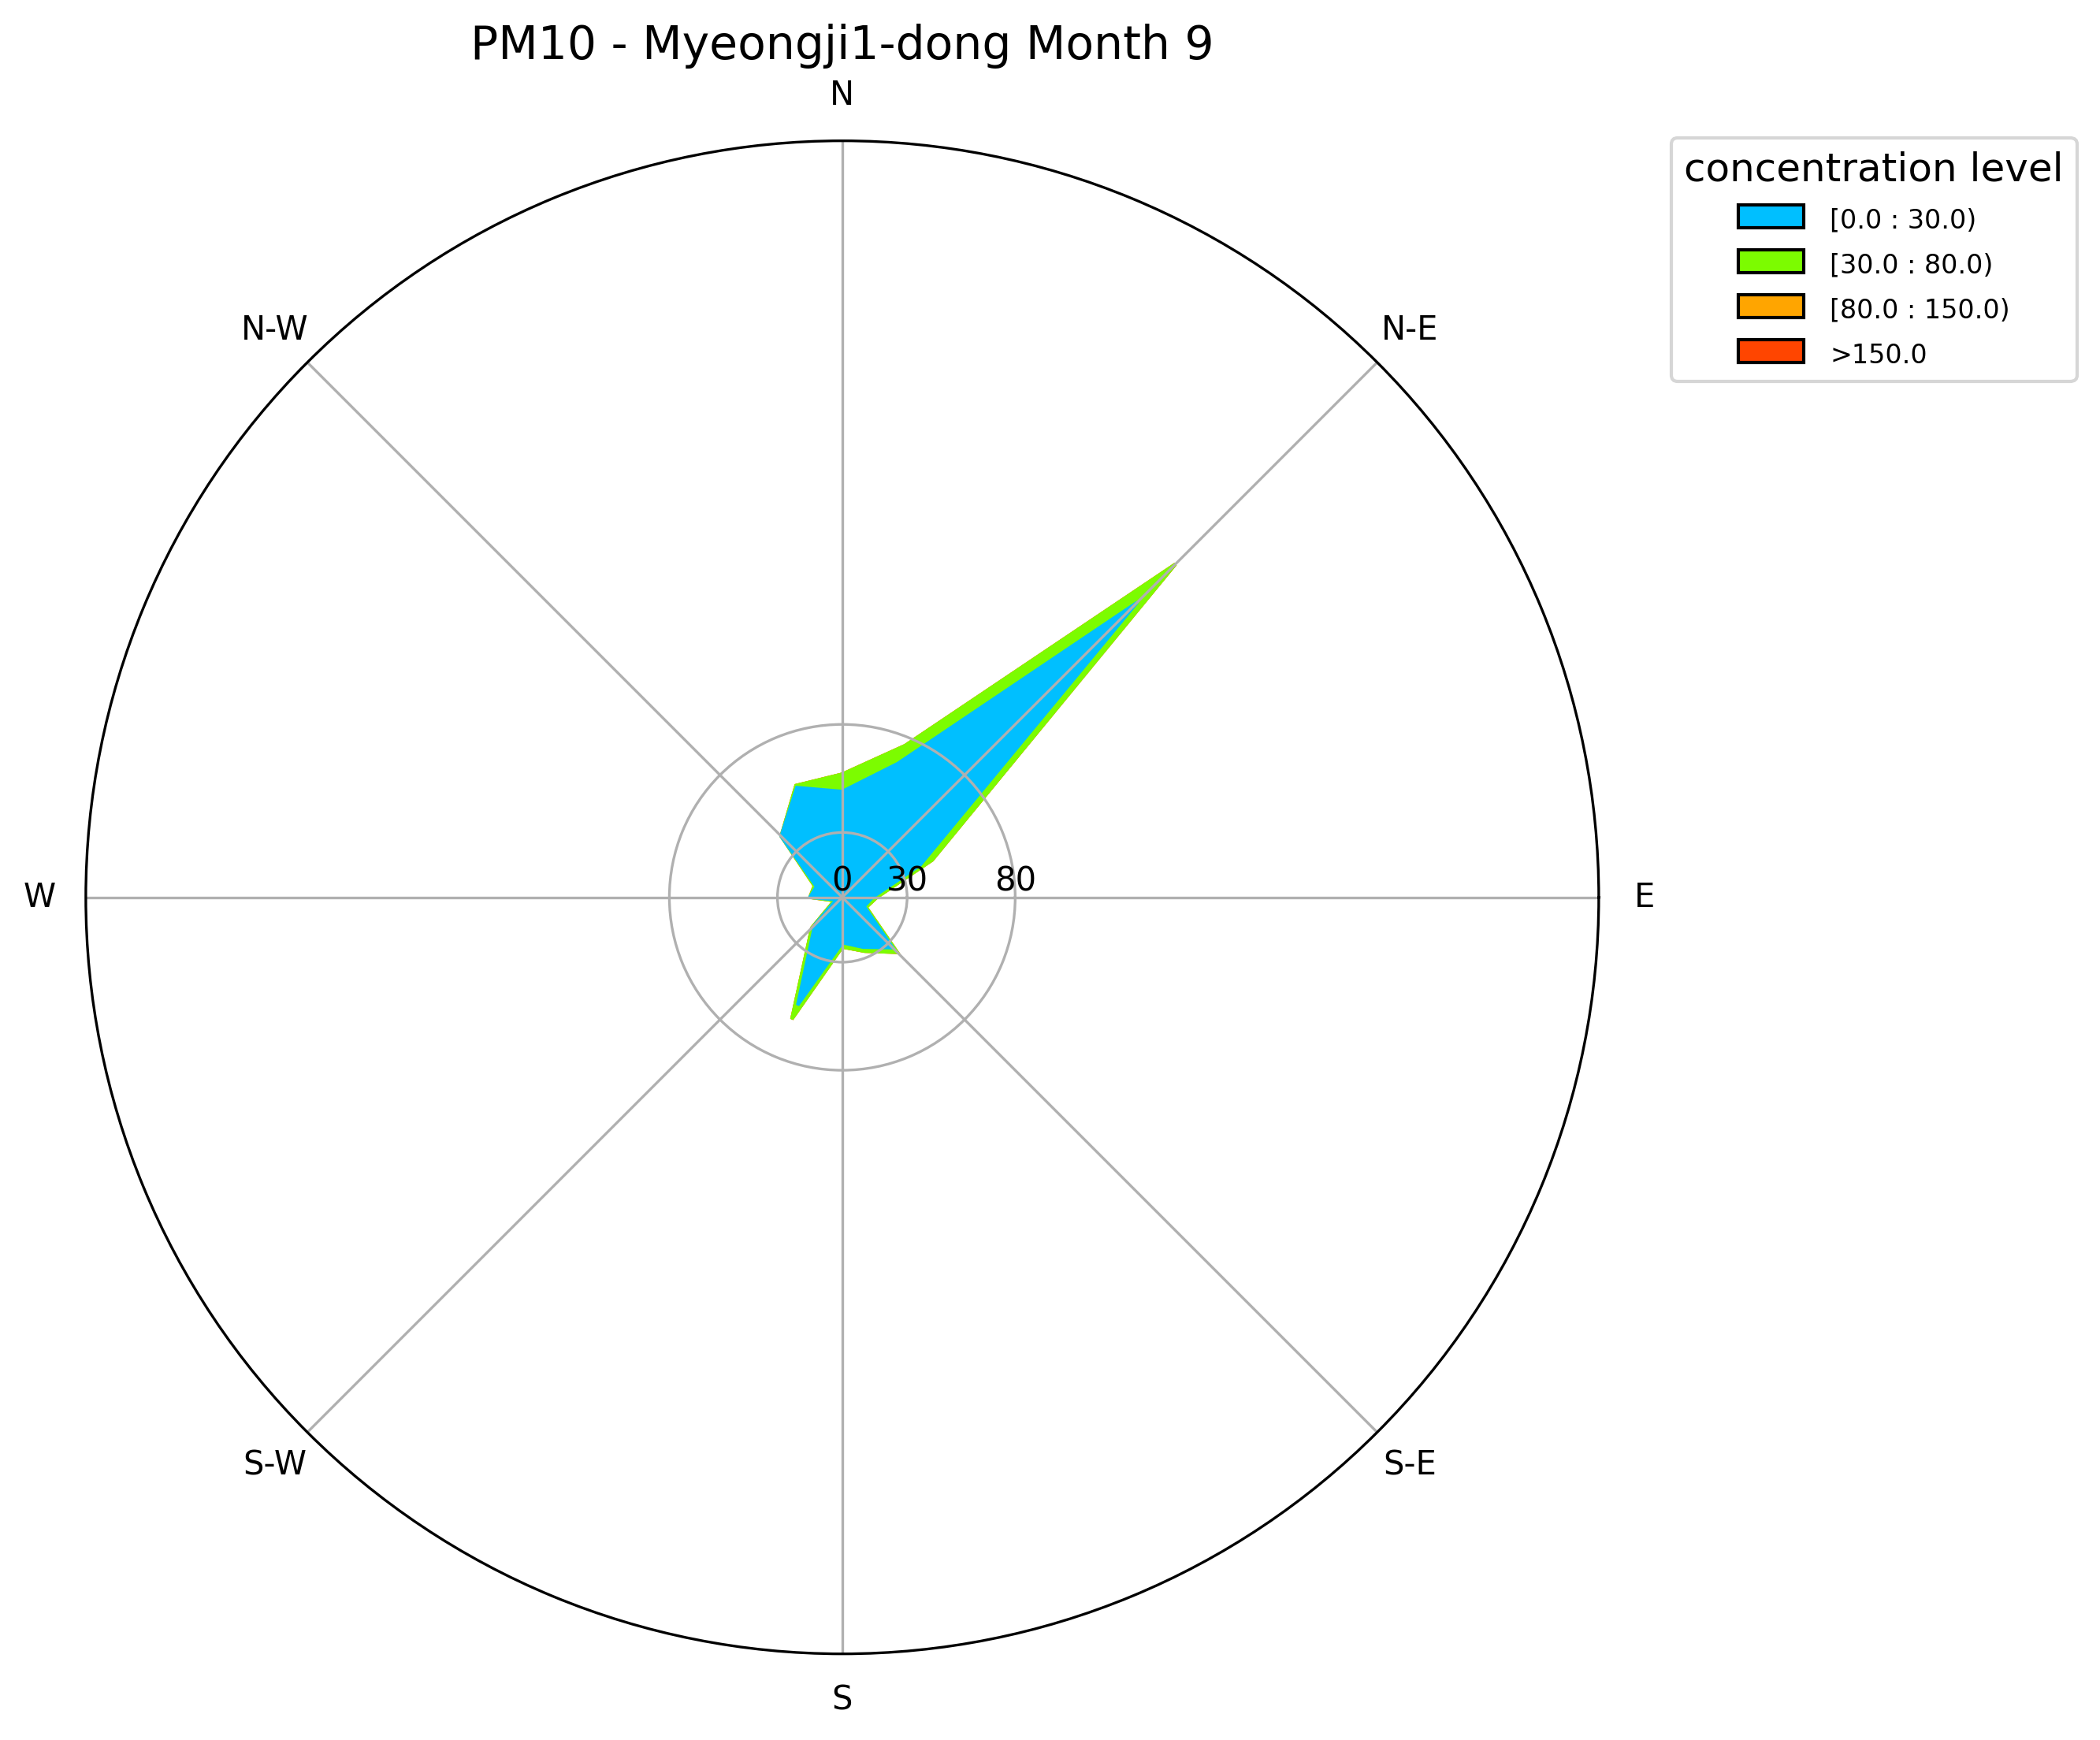 PM10 - Myeongji1-dong Month 9
N
N-W
N-E
W
0
30
80
E
S-W
S-E
S
concentration level
[0.0 : 30.0)
[30.0 : 80.0)
[80.0 : 150.0)
>150.0